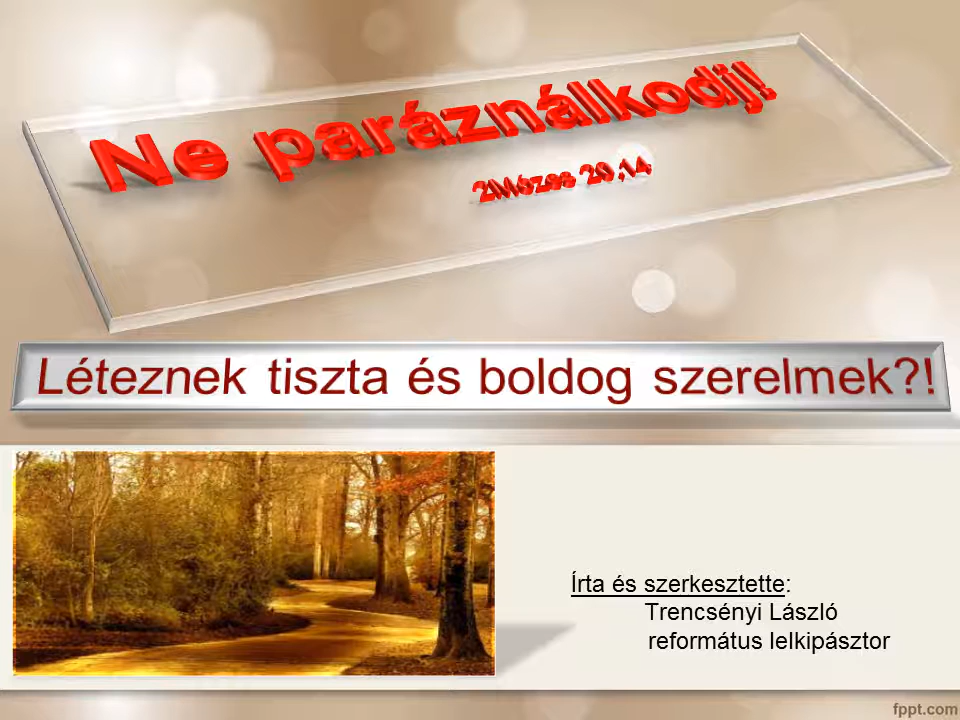 Ne paráználkodj!
2Mózes 20 ;14
Léteznek tiszta és boldog szerelmek?!
Írta és szerkesztette:
Trencsényi László
református lelkipásztor
fppt.com